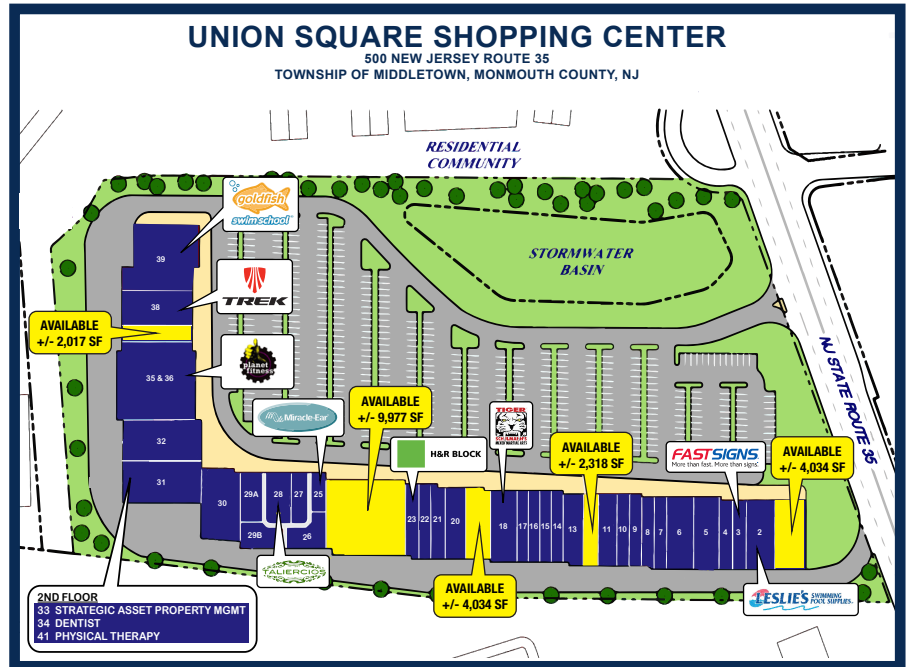 UNION SQUARE SHOPPING CENTER
500 NEW JERSEY ROUTE 35
TOWNSHIP OF MIDDLETOWN, MONMOUTH COUNTY, NJ
RESIDENTIAL
COMMUNITY
goldfish
swim school
39
STORMWATER
BASIN
TREK
38
AVAILABLE
+/- 2,017 SF
planet
fitness
35 & 36
NJ STATE ROUTE 35
Miracle-Ear®
AVAILABLE
+/- 9,977 SF
TIGER
SCHULMANN'S
MIXED MARTIAL ARTS
H&R BLOCK
AVAILABLE
+/- 2,318 SF
FASTSIGNS
More than fast. More than signs.
AVAILABLE
+/- 4,034 SF
32
31
30
29A
28
27
25
29B
26
23
22
21
20
18
17
16
15
14
13
11
10
9
8
7
6
5
4
3
2
TALIERCIOS
AVAILABLE
+/- 4,034 SF
LESLIE'S SWIMMING
POOL SUPPLIES.
2ND FLOOR
33 STRATEGIC ASSET PROPERTY MGMT
34 DENTIST
41 PHYSICAL THERAPY